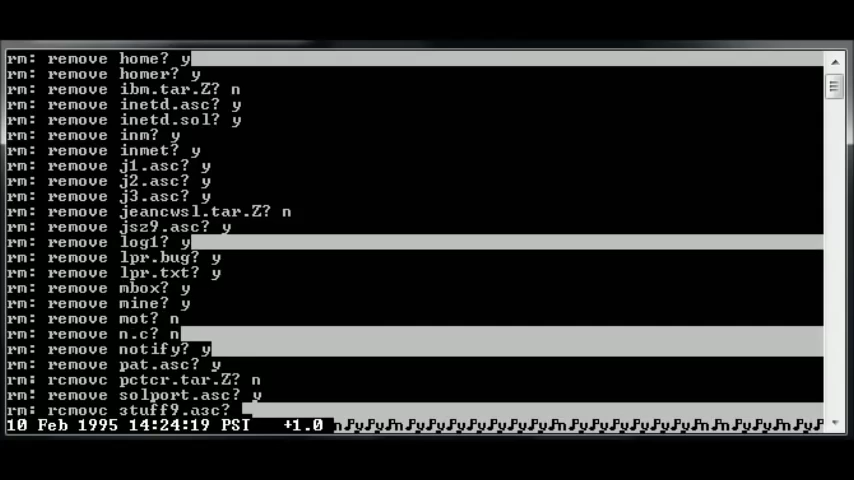 rm: remove home? y
rm: remove homer? y
rm: remove ibm.tar.Z? n
rm: remove inetd.asc? y
rm: remove inetd.sol? y
rm: remove inm? y
rm: remove inmet? y
rm: remove j1.asc? y
rm: remove j2.asc? y
rm: remove j3.asc? y
rm: remove jeancwsl.tar.Z? n
rm: remove jsz9.asc? y
rm: remove log1? y
rm: remove lpr.bug? y
rm: remove lpr.txt? y
rm: remove mbox? y
rm: remove mine? y
rm: remove mot? n
rm: remove n.c? n
rm: remove notify? y
rm: remove pat.asc? y
rm: remove peter.tar.Z? n
rm: remove solport.asc? y
rm: remove stuff9.asc?
10 Feb 1995 14:24:19 PST +1.0